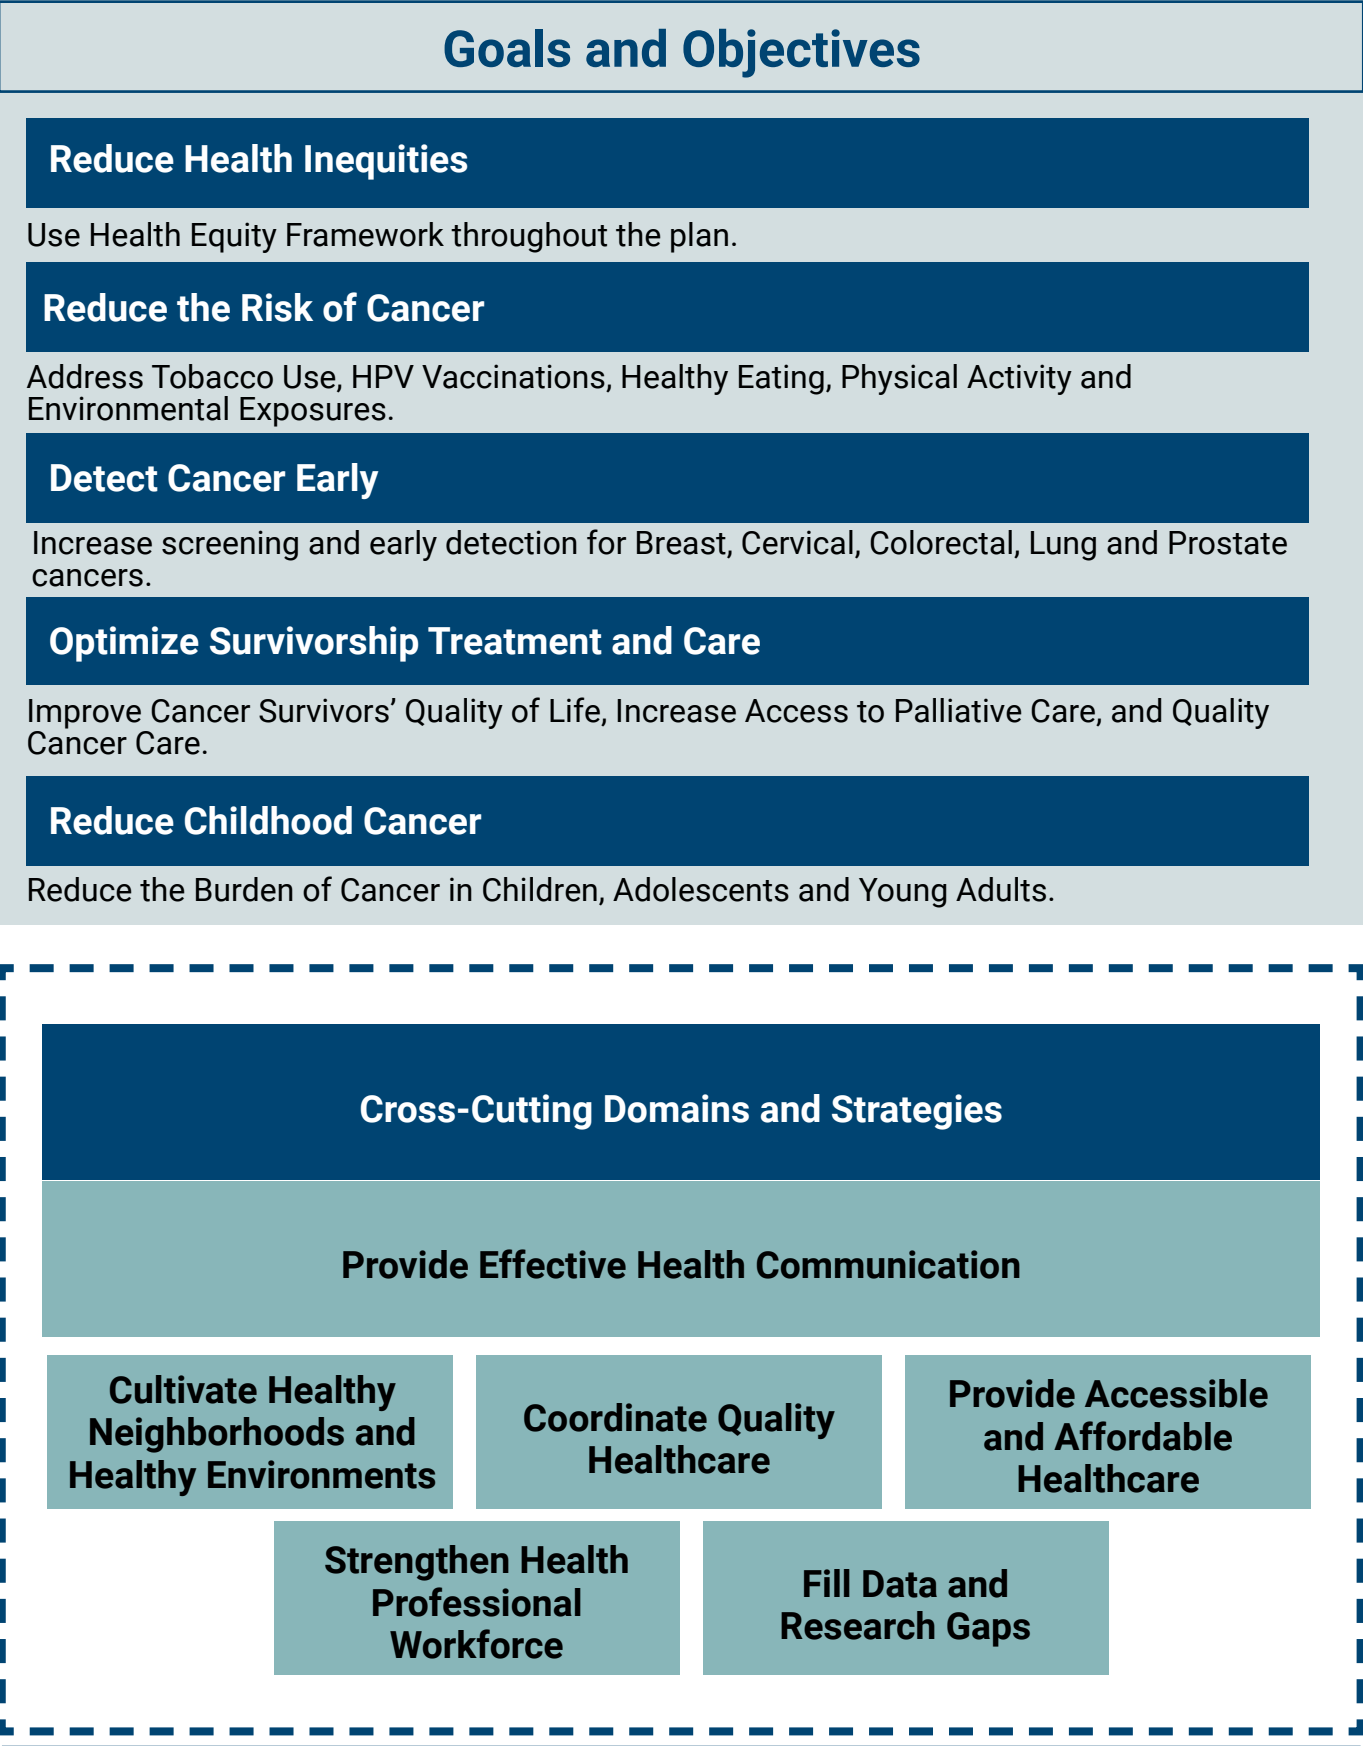 Goals and Objectives
Reduce Health Inequities
Use Health Equity Framework throughout the plan.
Reduce the Risk of Cancer
Address Tobacco Use, HPV Vaccinations, Healthy Eating, Physical Activity and
Environmental Exposures.
Detect Cancer Early
Increase screening and early detection for Breast, Cervical, Colorectal, Lung and Prostate
cancers.
Optimize Survivorship Treatment and Care
Improve Cancer Survivors’ Quality of Life, Increase Access to Palliative Care, and Quality
Cancer Care.
Reduce Childhood Cancer
Reduce the Burden of Cancer in Children, Adolescents and Young Adults.
Cross-Cutting Domains and Strategies
Provide Effective Health Communication
Cultivate Healthy
Neighborhoods and
Healthy Environments
Coordinate Quality
Healthcare
Provide Accessible
and Affordable
Healthcare
Strengthen Health
Professional
Workforce
Fill Data and
Research Gaps